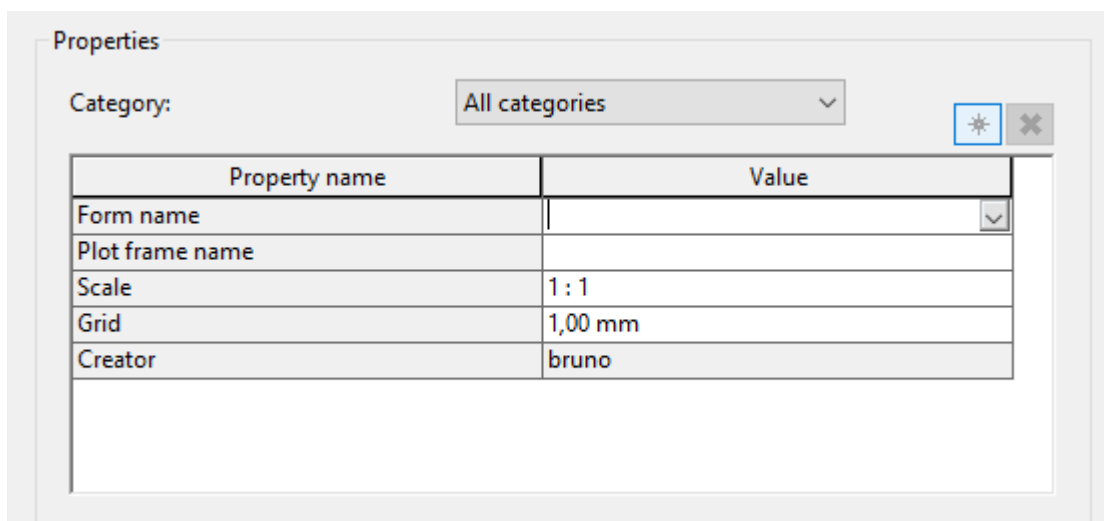 Properties
Category: All categories
Property name Value
Form name
Plot frame name
Scale 1 : 1
Grid 1,00 mm
Creator bruno